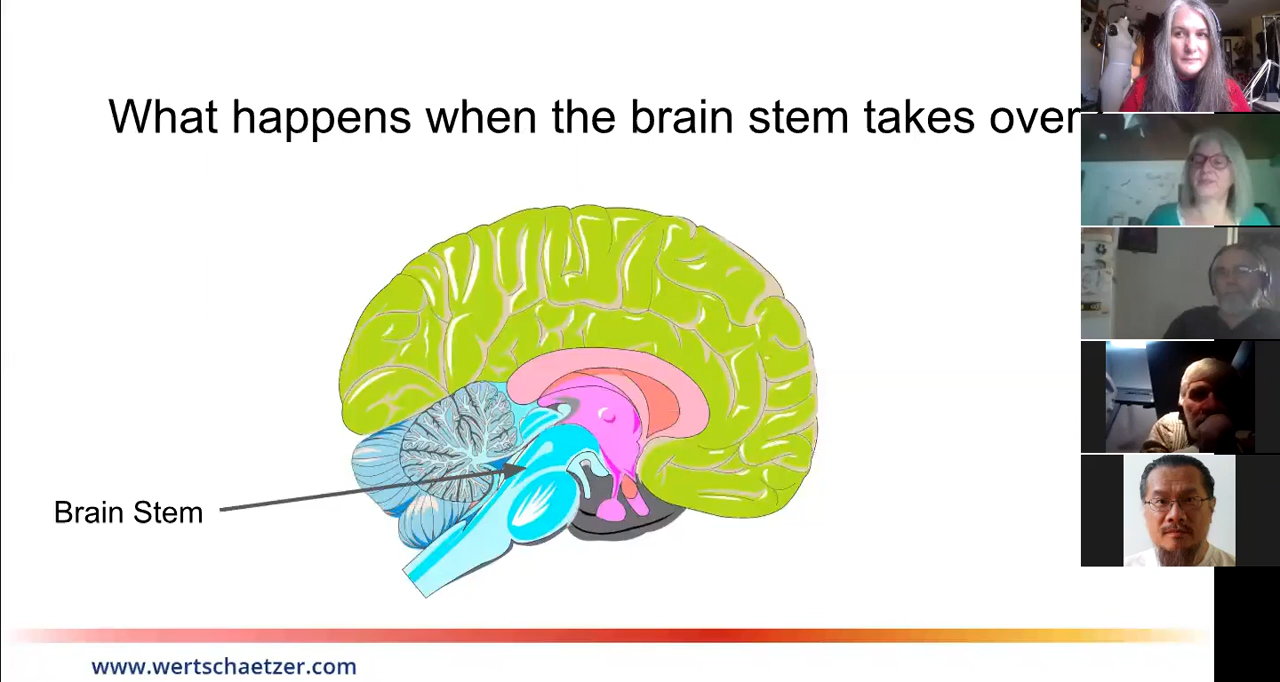 What happens when the brain stem takes over
Brain Stem
www.wertschaetzer.com